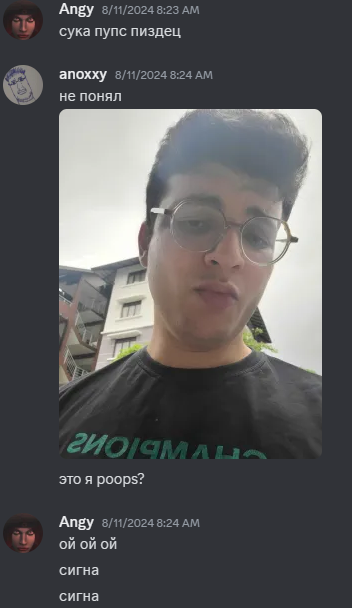 Angy 8/11/2024 8:23 AM
сука пупс пиздец
anoxxy 8/11/2024 8:24 AM
не понял
CHAMPIONS
это я poops?
Angy 8/11/2024 8:24 AM
ой ой ой
сигна
сигна